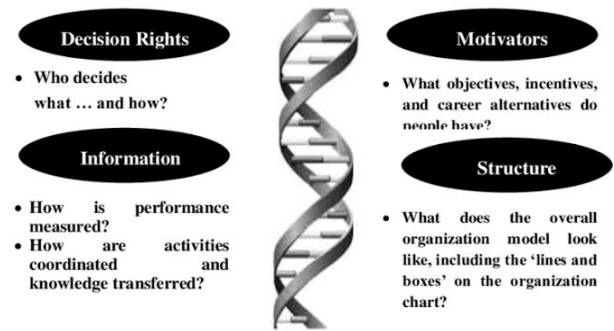 Decision Rights
• Who decides
what … and how?
Information
• How is performance
measured?
• How are activities
coordinated and
knowledge transferred?
Motivators
• What objectives, incentives,
and career alternatives do
people have?
Structure
• What does the overall
organization model look
like, including the ‘lines and
boxes’ on the organization
chart?